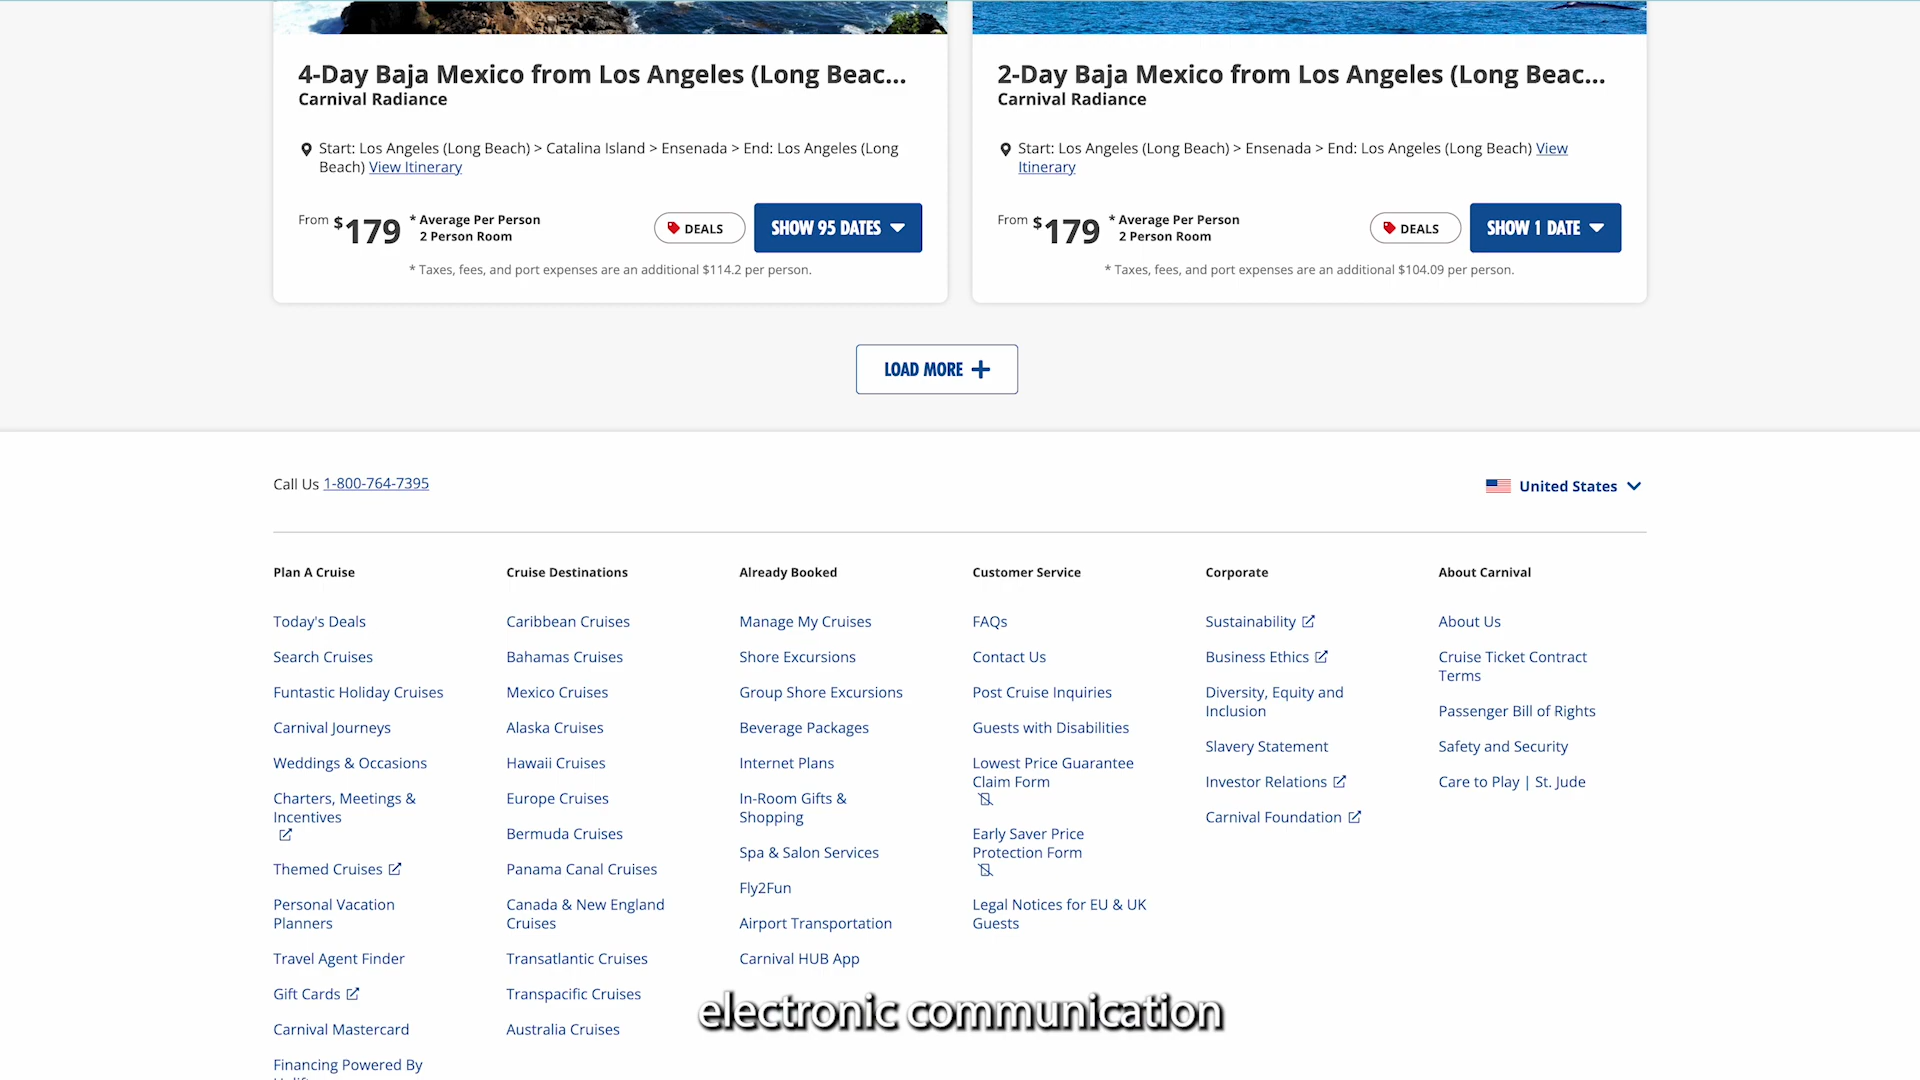 4-Day Baja Mexico from Los Angeles (Long Beac...
Carnival Radiance
Start: Los Angeles (Long Beach) > Catalina Island > Ensenada > End: Los Angeles (Long
Beach) View Itinerary
From $179 * Average Per Person
2 Person Room
DEALS
SHOW 95 DATES
* Taxes, fees, and port expenses are an additional $114.2 per person.
2-Day Baja Mexico from Los Angeles (Long Beac...
Carnival Radiance
Start: Los Angeles (Long Beach) > Ensenada > End: Los Angeles (Long Beach) View
Itinerary
From $179 * Average Per Person
2 Person Room
DEALS
SHOW 1 DATE
* Taxes, fees, and port expenses are an additional $104.09 per person.
LOAD MORE +
Call Us 1-800-764-7395
United States
Plan A Cruise
Today's Deals
Search Cruises
Funtastic Holiday Cruises
Carnival Journeys
Weddings & Occasions
Charters, Meetings &
Incentives
Themed Cruises
Personal Vacation
Planners
Travel Agent Finder
Gift Cards
Carnival Mastercard
Financing Powered By
Cruise Destinations
Caribbean Cruises
Bahamas Cruises
Mexico Cruises
Alaska Cruises
Hawaii Cruises
Europe Cruises
Bermuda Cruises
Panama Canal Cruises
Canada & New England
Cruises
Transatlantic Cruises
Transpacific Cruises
Australia Cruises
Already Booked
Manage My Cruises
Shore Excursions
Group Shore Excursions
Beverage Packages
Internet Plans
In-Room Gifts &
Shopping
Spa & Salon Services
Fly2Fun
Airport Transportation
Carnival HUB App
Customer Service
FAQs
Contact Us
Post Cruise Inquiries
Guests with Disabilities
Lowest Price Guarantee
Claim Form
Early Saver Price
Protection Form
Legal Notices for EU & UK
Guests
Corporate
Sustainability
Business Ethics
Diversity, Equity and
Inclusion
Slavery Statement
Investor Relations
Carnival Foundation
About Carnival
About Us
Cruise Ticket Contract
Terms
Passenger Bill of Rights
Safety and Security
Care to Play | St. Jude
electronic communication